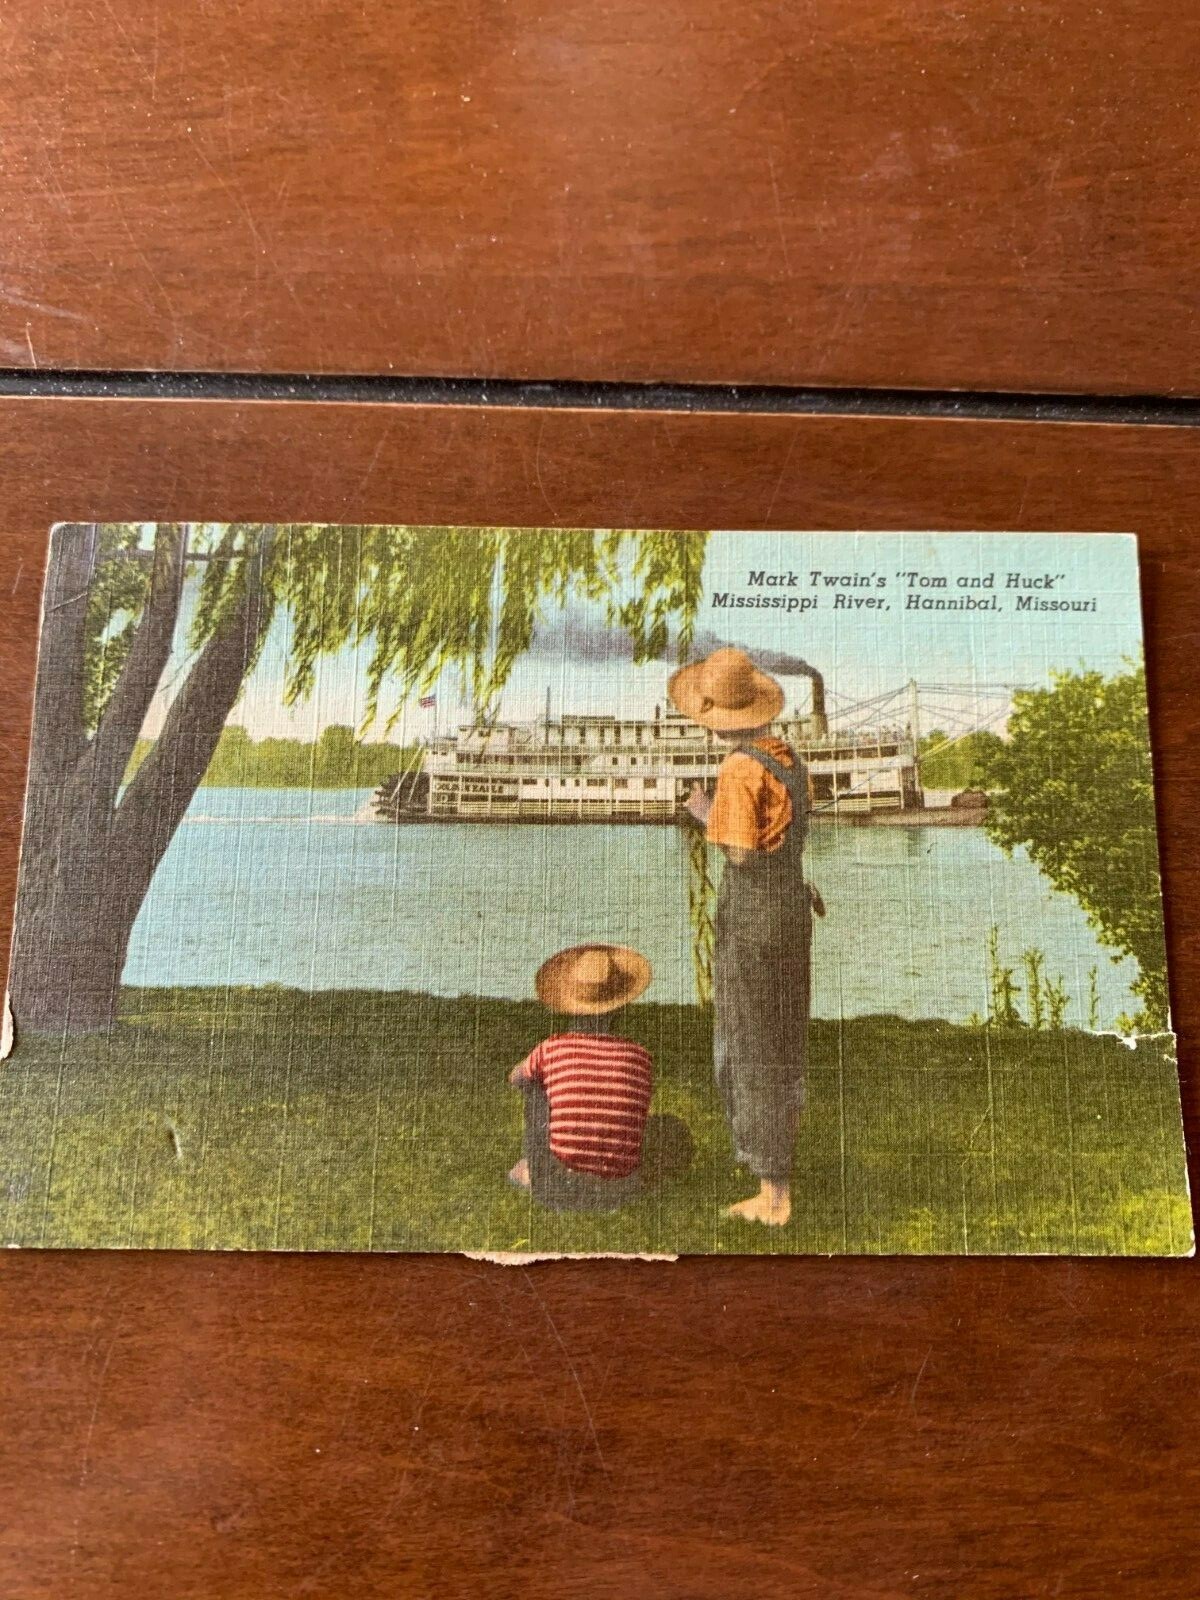 Mark Twain's "Tom and Huck"
Mississippi River, Hannibal, Missouri